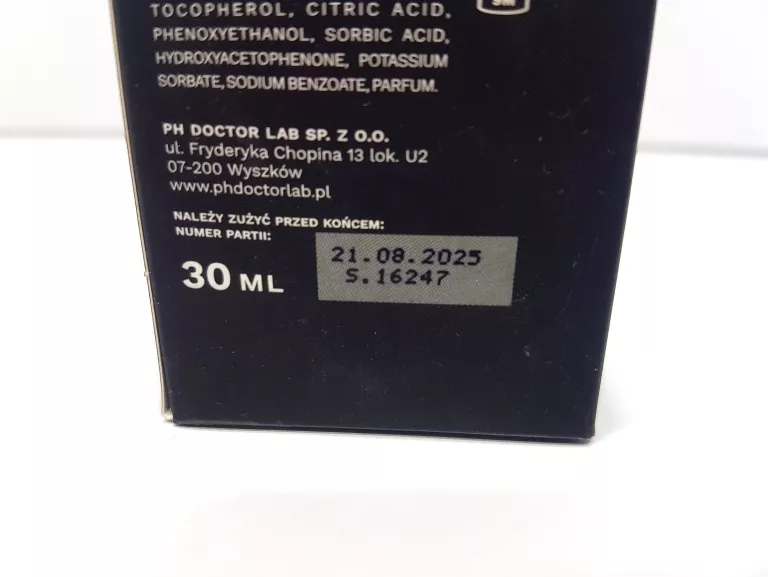 TOCOPHEROL, CITRIC ACID,
PHENOXYETHANOL, SORBIC ACID,
HYDROXYACETOPHENONE, POTASSIUM
SORBATE, SODIUM BENZOATE, PARFUM.
9M
PH DOCTOR LAB SP. Z O.O.
ul. Fryderyka Chopina 13 lok. U2
07-200 Wyszków
www.phdoctorlab.pl
NALEŻY ZUŻYĆ PRZED KOŃCEM:
NUMER PARTII:
21.08.2025
S.16247
30 ML